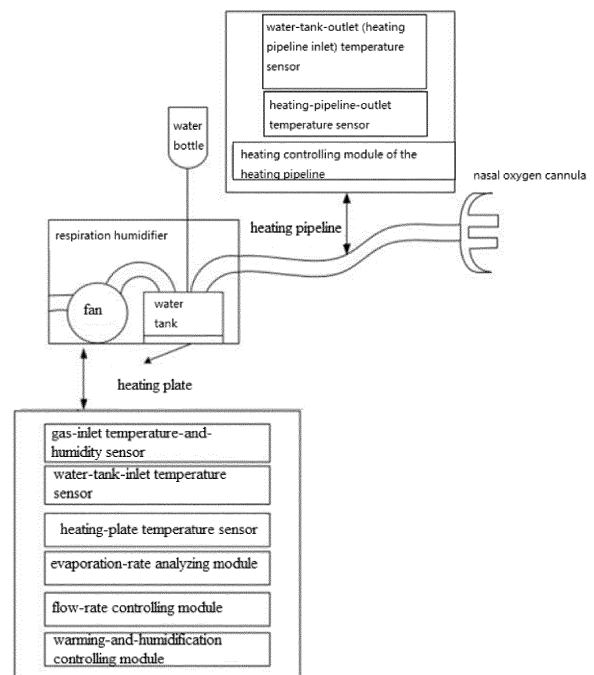 water-tank-outlet (heating
pipeline inlet) temperature
sensor
heating-pipeline-outlet
temperature sensor
heating controlling module of the
heating pipeline
water
bottle
nasal oxygen cannula
heating pipeline
respiration humidifier
fan
water
tank
heating plate
gas-inlet temperature-and-
humidity sensor
water-tank-inlet temperature
sensor
heating-plate temperature sensor
evaporation-rate analyzing module
flow-rate controlling module
warming-and-humidification
controlling module